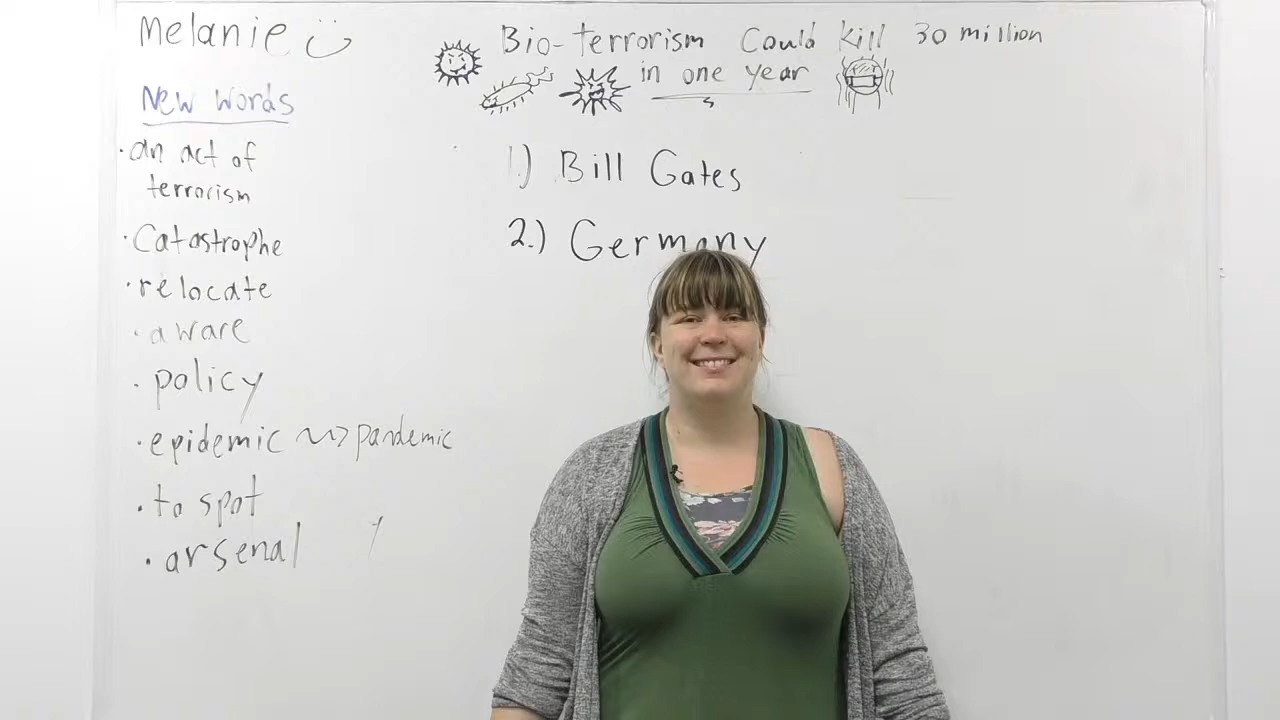 Melanie
New Words
• an act of
terrorism
• Catastrophe
• relocate
• aware
• policy
• epidemic ~> pandemic
• to spot
• arsenal
Bio-terrorism Could kill 30 million
in one year
1.) Bill Gates
2.) Germany